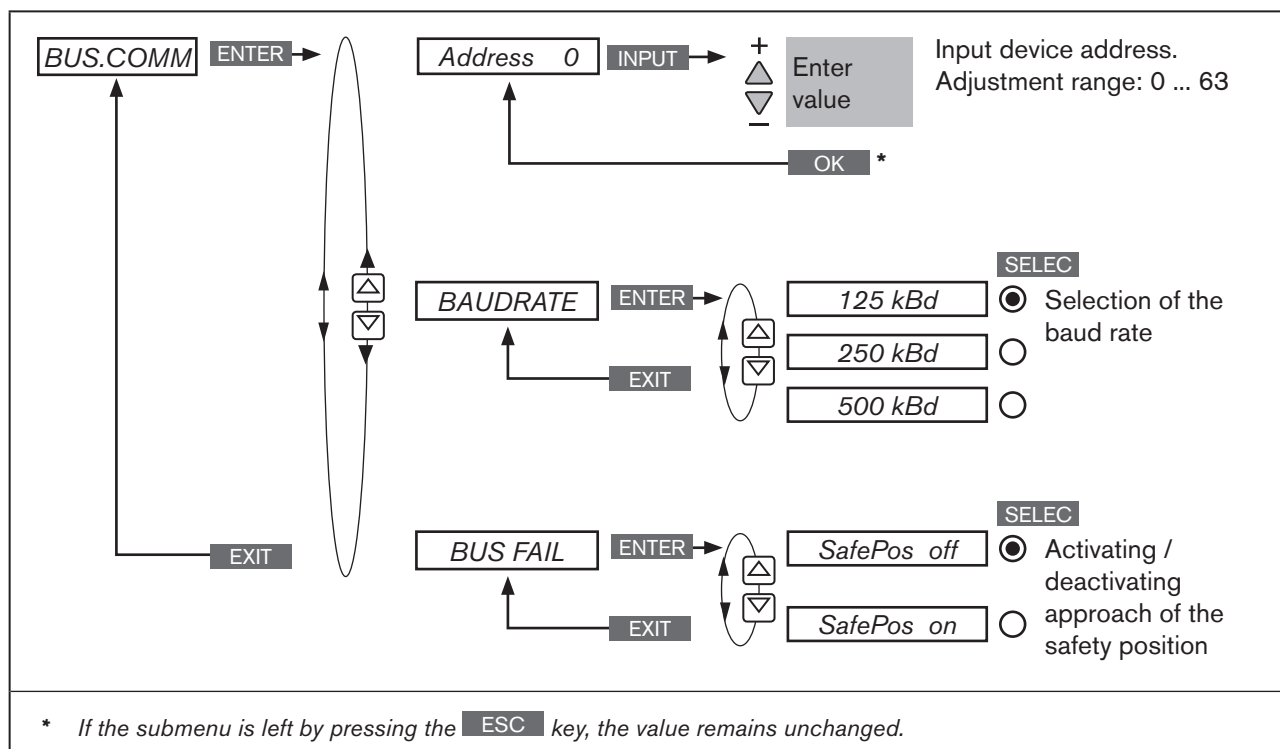 BUS.COMM ENTER
Address 0 INPUT
+
−
Enter
value
Input device address.
Adjustment range: 0 ... 63
OK *
BAUDRATE ENTER
EXIT
SELEC
125 kBd
250 kBd
500 kBd
Selection of the
baud rate
BUS FAIL ENTER
EXIT
SELEC
SafePos off
SafePos on
Activating /
deactivating
approach of the
safety position
EXIT
* If the submenu is left by pressing the ESC key, the value remains unchanged.